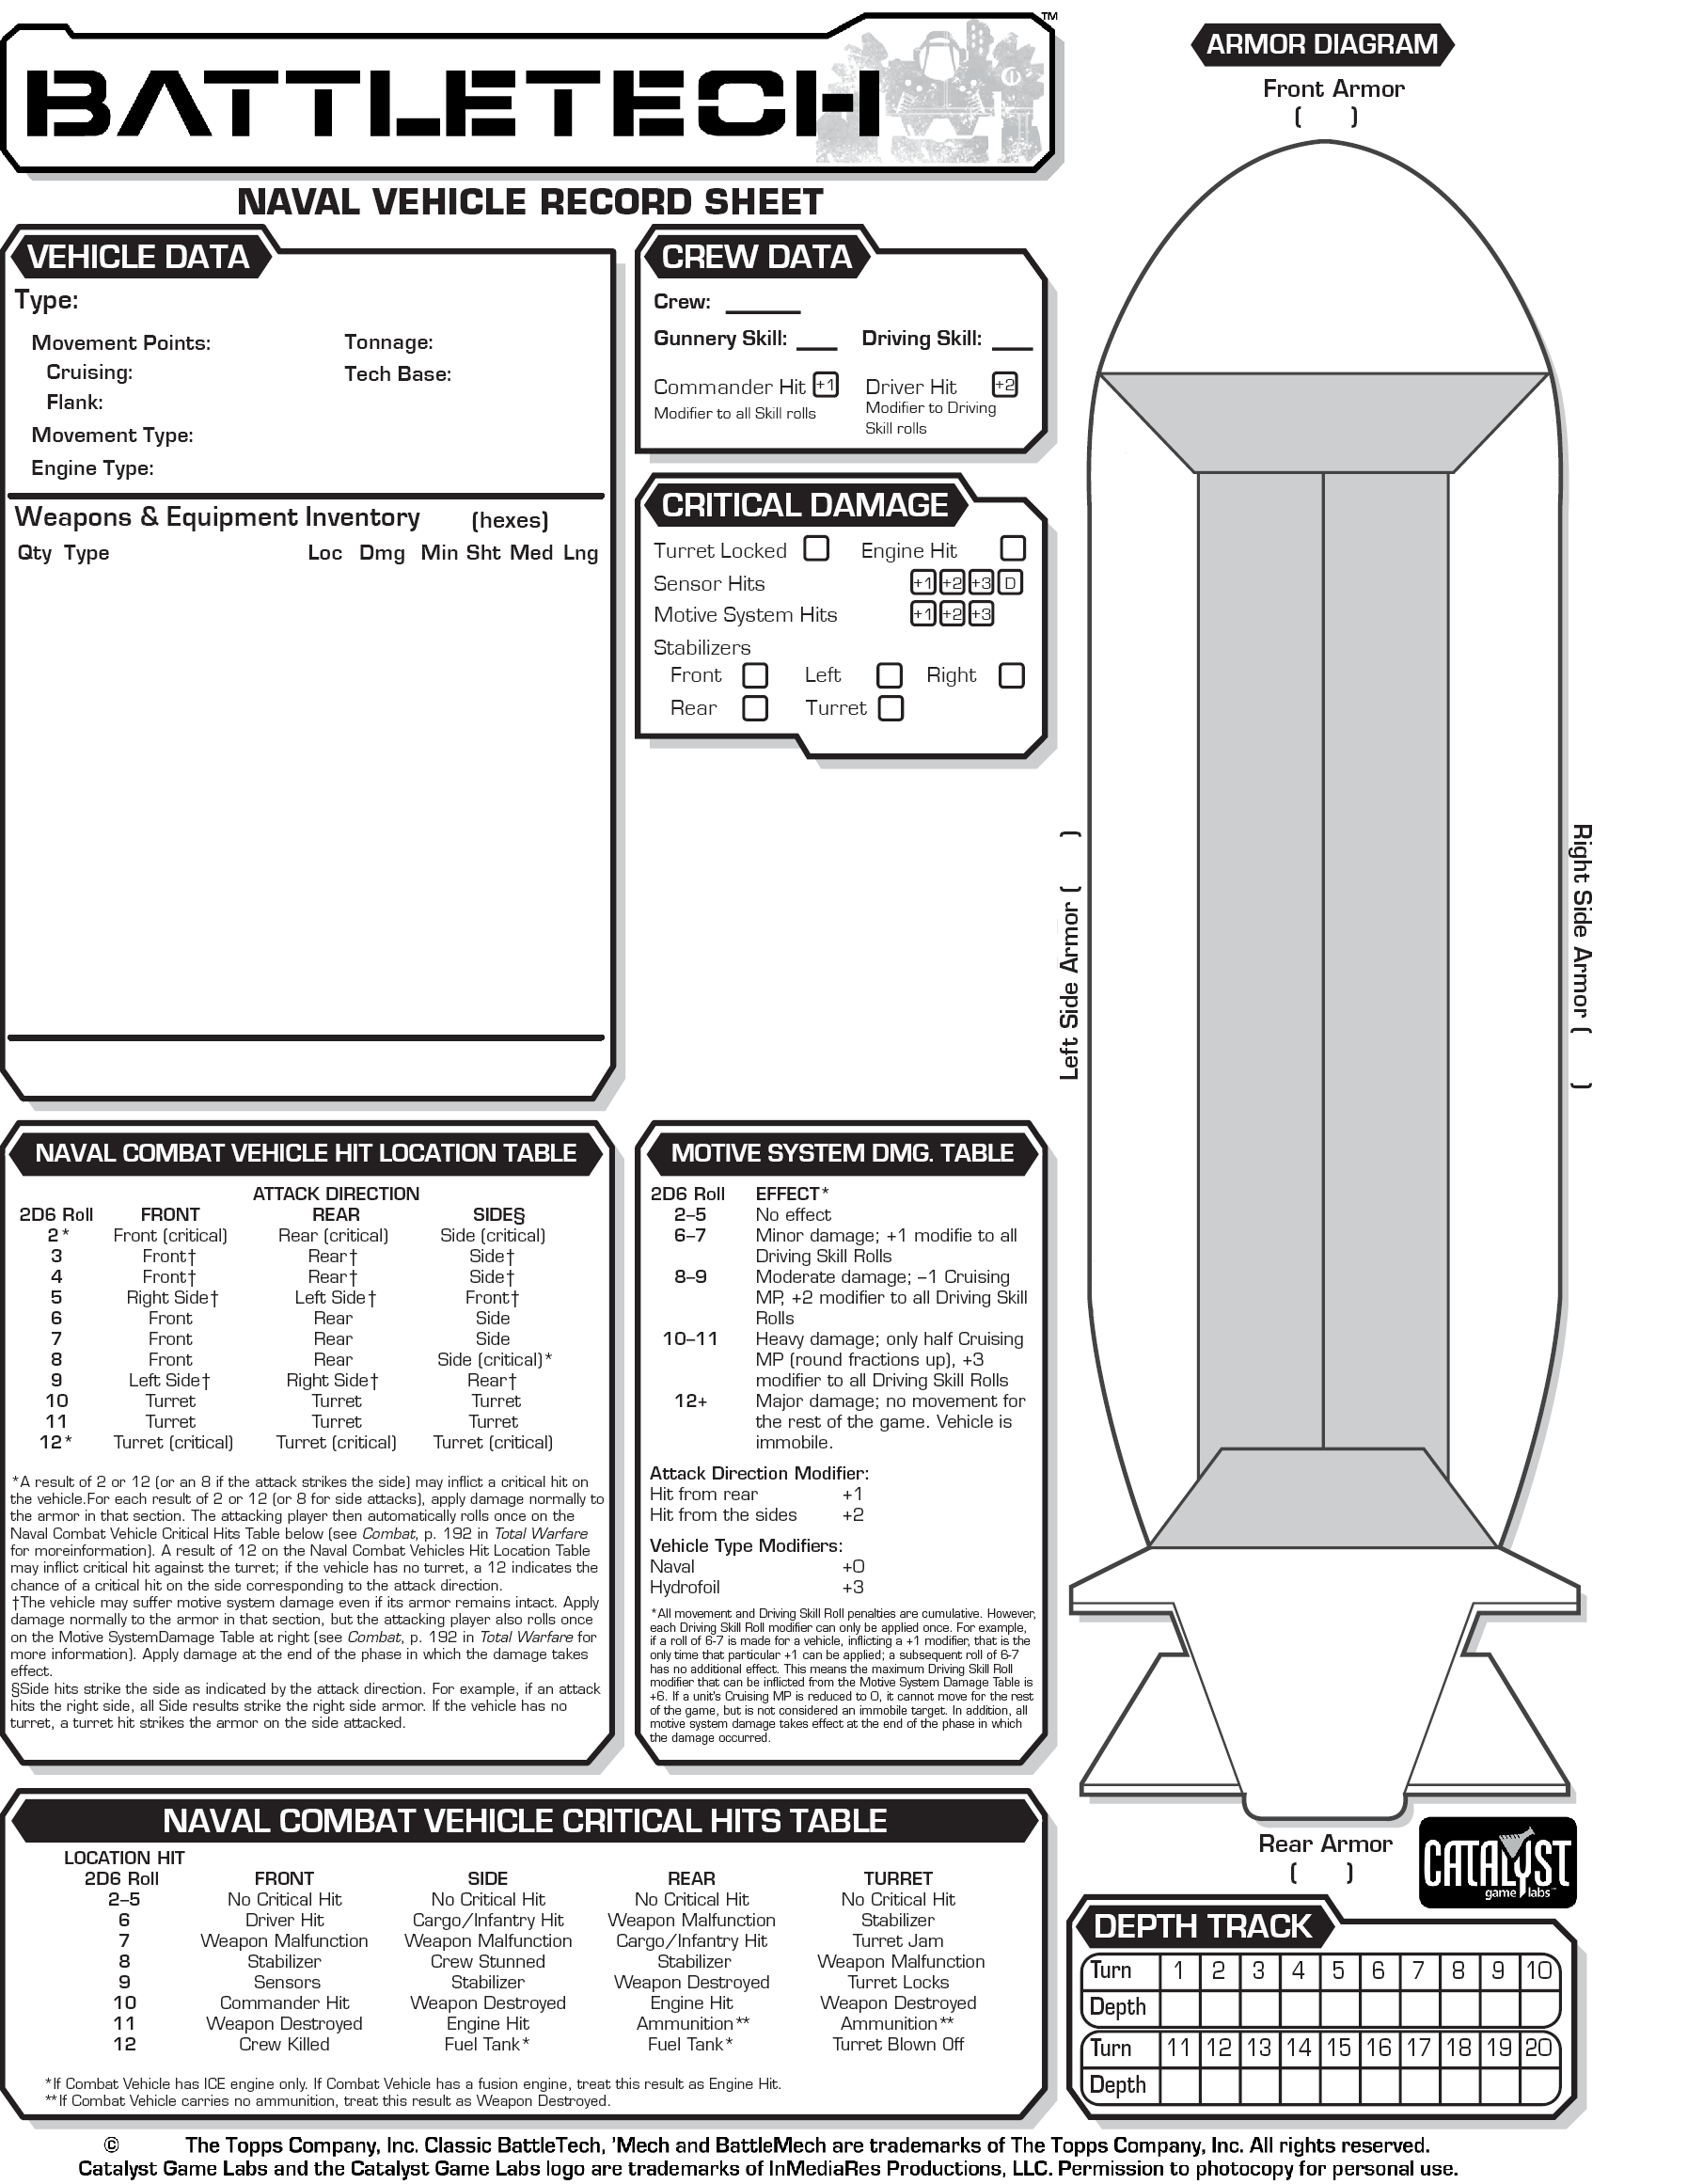 BATTLETECH
TM
NAVAL VEHICLE RECORD SHEET
VEHICLE DATA
Type:
Movement Points:
Tonnage:
Cruising:
Tech Base:
Flank:
Movement Type:
Engine Type:
Weapons & Equipment Inventory (hexes)
Qty Type Loc Dmg Min Sht Med Lng
CREW DATA
Crew: ______
Gunnery Skill: ___ Driving Skill: ___
Commander Hit +1 Driver Hit +2
Modifier to all Skill rolls
Modifier to Driving
Skill rolls
CRITICAL DAMAGE
Turret Locked Engine Hit
Sensor Hits +1 +2 +3 D
Motive System Hits +1 +2 +3
Stabilizers
Front Left Right
Rear Turret
ARMOR DIAGRAM
Front Armor
( )
Left Side Armor ( )
Right Side Armor ( )
Rear Armor
( )
NAVAL COMBAT VEHICLE HIT LOCATION TABLE
ATTACK DIRECTION
2D6 Roll FRONT REAR SIDE§
2* Front (critical) Rear (critical) Side (critical)
3 Front† Rear† Side†
4 Front† Rear† Side†
5 Right Side† Left Side† Front†
6 Front Rear Side
7 Front Rear Side
8 Front Rear Side (critical)*
9 Left Side† Right Side† Rear†
10 Turret Turret Turret
11 Turret Turret Turret
12* Turret (critical) Turret (critical) Turret (critical)
*A result of 2 or 12 (or an 8 if the attack strikes the side) may inflict a critical hit on
the vehicle.For each result of 2 or 12 (or 8 for side attacks), apply damage normally to
the armor in that section. The attacking player then automatically rolls once on the
Naval Combat Vehicle Critical Hits Table below (see Combat, p. 192 in Total Warfare
for moreinformation). A result of 12 on the Naval Combat Vehicles Hit Location Table
may inflict critical hit against the turret; if the vehicle has no turret, a 12 indicates the
chance of a critical hit on the side corresponding to the attack direction.
†The vehicle may suffer motive system damage even if its armor remains intact. Apply
damage normally to the armor in that section, but the attacking player also rolls once
on the Motive SystemDamage Table at right (see Combat, p. 192 in Total Warfare for
more information). Apply damage at the end of the phase in which the damage takes
effect.
§Side hits strike the side as indicated by the attack direction. For example, if an attack
hits the right side, all Side results strike the right side armor. If the vehicle has no
turret, a turret hit strikes the armor on the side attacked.
MOTIVE SYSTEM DMG. TABLE
2D6 Roll EFFECT*
2–5 No effect
6–7 Minor damage; +1 modifie to all
Driving Skill Rolls
8–9 Moderate damage; –1 Cruising
MP, +2 modifier to all Driving Skill
Rolls
10–11 Heavy damage; only half Cruising
MP (round fractions up), +3
modifier to all Driving Skill Rolls
12+ Major damage; no movement for
the rest of the game. Vehicle is
immobile.
Attack Direction Modifier:
Hit from rear +1
Hit from the sides +2
Vehicle Type Modifiers:
Naval +0
Hydrofoil +3
*All movement and Driving Skill Roll penalties are cumulative. However,
each Driving Skill Roll modifier can only be applied once. For example,
if a roll of 6-7 is made for a vehicle, inflicting a +1 modifier, that is the
only time that particular +1 can be applied; a subsequent roll of 6-7
has no additional effect. This means the maximum Driving Skill Roll
modifier that can be inflicted from the Motive System Damage Table is
+6. If a unit's Cruising MP is reduced to 0, it cannot move for the rest
of the game, but is not considered an immobile target. In addition, all
motive system damage takes effect at the end of the phase in which
the damage occurred.
NAVAL COMBAT VEHICLE CRITICAL HITS TABLE
LOCATION HIT
2D6 Roll FRONT SIDE REAR TURRET
2–5 No Critical Hit No Critical Hit No Critical Hit No Critical Hit
6 Driver Hit Cargo/Infantry Hit Weapon Malfunction Stabilizer
7 Weapon Malfunction Weapon Malfunction Cargo/Infantry Hit Turret Jam
8 Stabilizer Crew Stunned Stabilizer Weapon Malfunction
9 Sensors Stabilizer Weapon Destroyed Turret Locks
10 Commander Hit Weapon Destroyed Engine Hit Weapon Destroyed
11 Weapon Destroyed Engine Hit Ammunition** Ammunition**
12 Crew Killed Fuel Tank* Fuel Tank* Turret Blown Off
*If Combat Vehicle has ICE engine only. If Combat Vehicle has a fusion engine, treat this result as Engine Hit.
**If Combat Vehicle carries no ammunition, treat this result as Weapon Destroyed.
CATALYST
game labs
DEPTH TRACK
Turn 1 2 3 4 5 6 7 8 9 10
Depth
Turn 11 12 13 14 15 16 17 18 19 20
Depth
© The Topps Company, Inc. Classic BattleTech, 'Mech and BattleMech are trademarks of The Topps Company, Inc. All rights reserved.
Catalyst Game Labs and the Catalyst Game Labs logo are trademarks of InMediaRes Productions, LLC. Permission to photocopy for personal use.